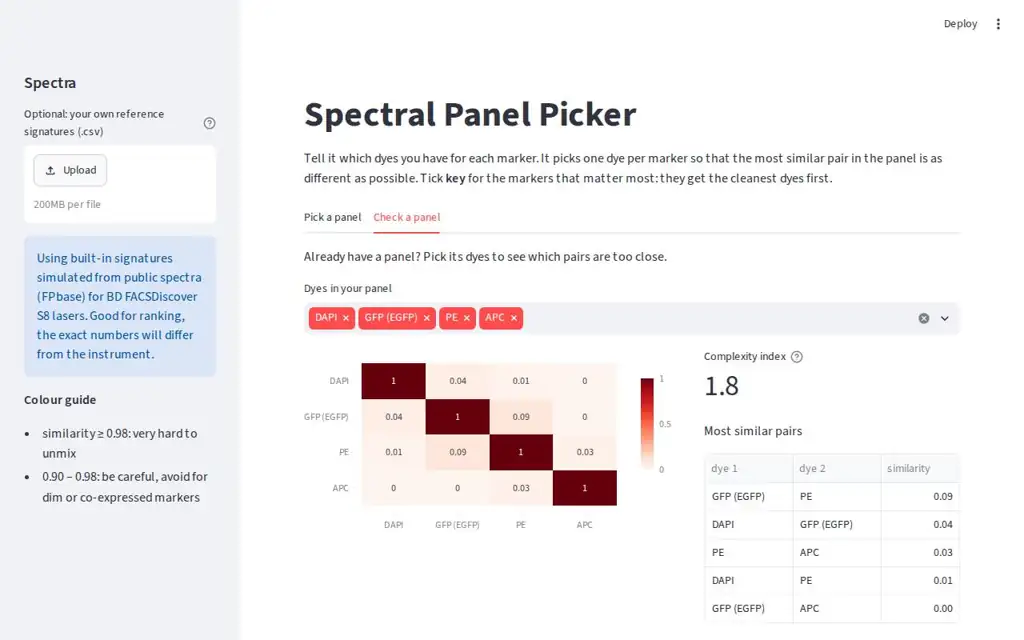 Deploy
Spectra
Optional: your own reference
signatures (.csv)
Upload
200MB per file
Using built-in signatures
simulated from public spectra
(FPbase) for BD FACSDiscover
S8 lasers. Good for ranking,
the exact numbers will differ
from the instrument.
Colour guide
similarity ≥ 0.98: very hard to
unmix
0.90 – 0.98: be careful, avoid for
dim or co-expressed markers
Spectral Panel Picker
Tell it which dyes you have for each marker. It picks one dye per marker so that the most similar pair in the panel is as
different as possible. Tick key for the markers that matter most: they get the cleanest dyes first.
Pick a panel Check a panel
Already have a panel? Pick its dyes to see which pairs are too close.
Dyes in your panel
DAPI GFP (EGFP) PE APC
DAPI 1 0.04 0.01 0
GFP (EGFP) 0.04 1 0.09 0
PE 0.01 0.09 1 0.03
APC 0 0 0.03 1
DAPI GFP (EGFP) PE APC
1
0.5
0
Complexity index
1.8
Most similar pairs
dye 1 dye 2 similarity
GFP (EGFP) PE 0.09
DAPI GFP (EGFP) 0.04
PE APC 0.03
DAPI PE 0.01
GFP (EGFP) APC 0.00